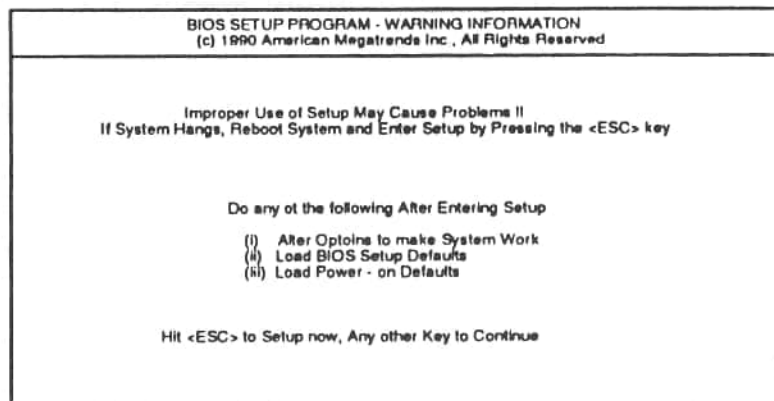 BIOS SETUP PROGRAM - WARNING INFORMATION
(c) 1990 American Megatrends Inc., All Rights Reserved
Improper Use of Setup May Cause Problems !!
If System Hangs, Reboot System and Enter Setup by Pressing the <ESC> key
Do any ot the following After Entering Setup
(i) Alter Optoins to make System Work
(ii) Load BIOS Setup Defaults
(iii) Load Power - on Defaults
Hit <ESC> to Setup now, Any other Key to Continue